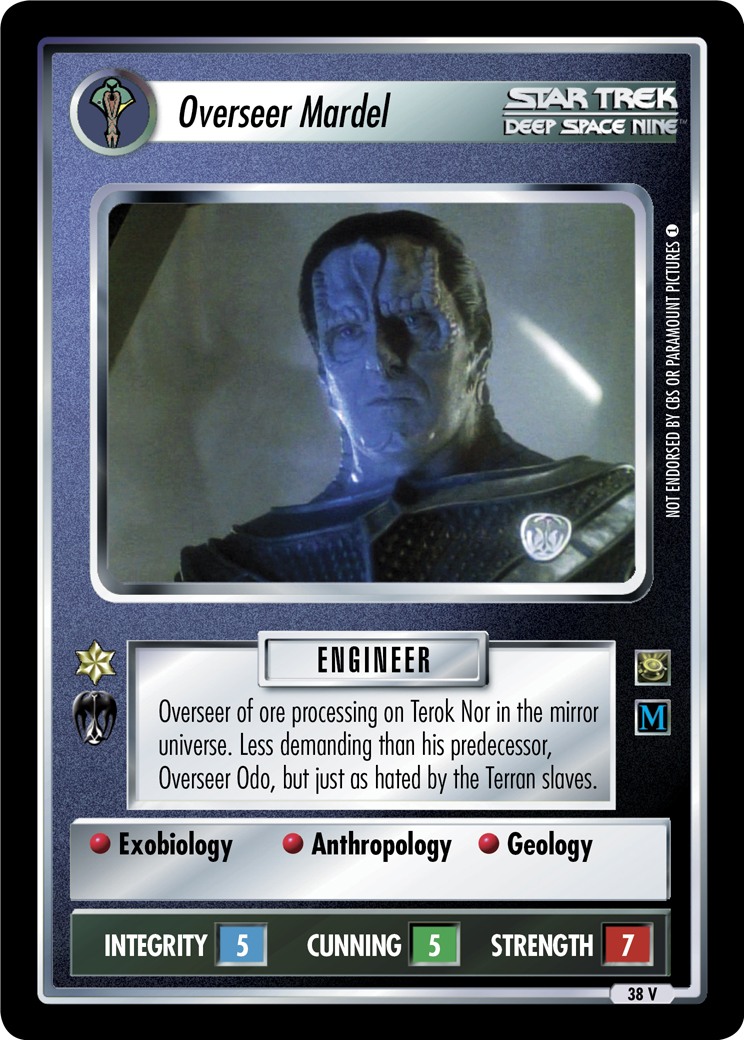 Overseer Mardel
STAR TREK
DEEP SPACE NINE™
NOT ENDORSED BY CBS OR PARAMOUNT PICTURES 1
ENGINEER
Overseer of ore processing on Terok Nor in the mirror
universe. Less demanding than his predecessor,
Overseer Odo, but just as hated by the Terran slaves.
M
Exobiology Anthropology Geology
INTEGRITY 5 CUNNING 5 STRENGTH 7
38 V